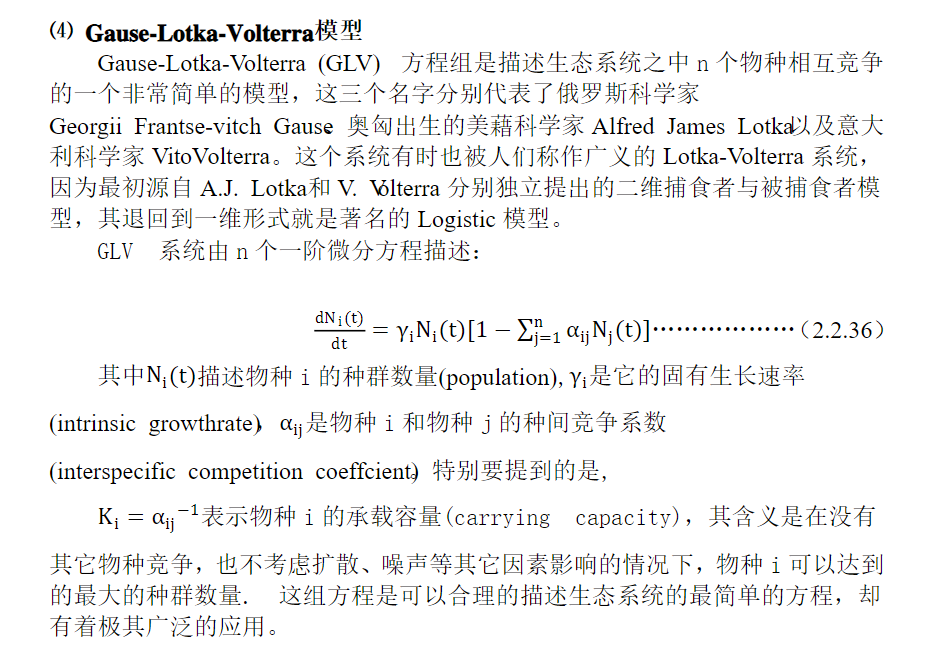 ⑷ Gause-Lotka-Volterra模型
Gause-Lotka-Volterra (GLV) 方程组是描述生态系统之中 n 个物种相互竞争
的一个非常简单的模型，这三个名字分别代表了俄罗斯科学家
Georgii Frantse-vitch Gause、奥匈出生的美藉科学家 Alfred James Lotka以及意大
利科学家 VitoVolterra。这个系统有时也被人们称作广义的 Lotka-Volterra 系统，
因为最初源自 A.J. Lotka和 V. Volterra 分别独立提出的二维捕食者与被捕食者模
型，其退回到一维形式就是著名的 Logistic 模型。
GLV 系统由 n 个一阶微分方程描述：
dNᵢ(t)/dt = γᵢNᵢ(t)[1 − ∑ⁿⱼ₌₁ αᵢⱼNⱼ(t)]………………（2.2.36）
其中Nᵢ(t)描述物种 i 的种群数量(population), γᵢ是它的固有生长速率
(intrinsic growthrate)，αᵢⱼ是物种 i 和物种 j 的种间竞争系数
(interspecific competition coeffcient)。特别要提到的是,
Kᵢ = αᵢⱼ⁻¹表示物种 i 的承载容量(carrying capacity)，其含义是在没有
其它物种竞争，也不考虑扩散、噪声等其它因素影响的情况下，物种 i 可以达到
的最大的种群数量. 这组方程是可以合理的描述生态系统的最简单的方程，却
有着极其广泛的应用。